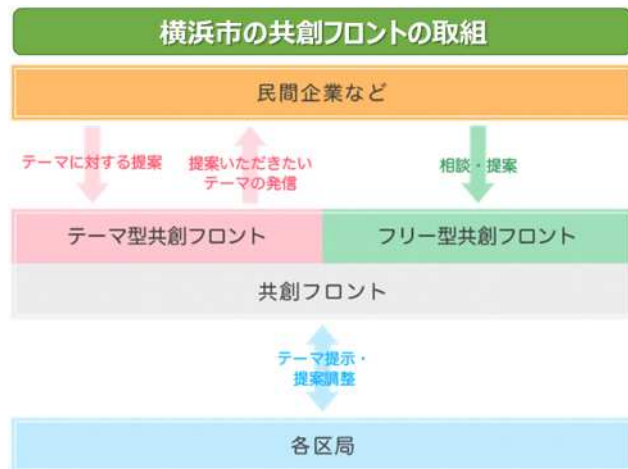 横浜市の共創フロントの取組
民間企業など
テーマに対する提案
提案いただきたい
テーマの発信
相談・提案
テーマ型共創フロント
フリー型共創フロント
共創フロント
テーマ提示・
提案調整
各区局